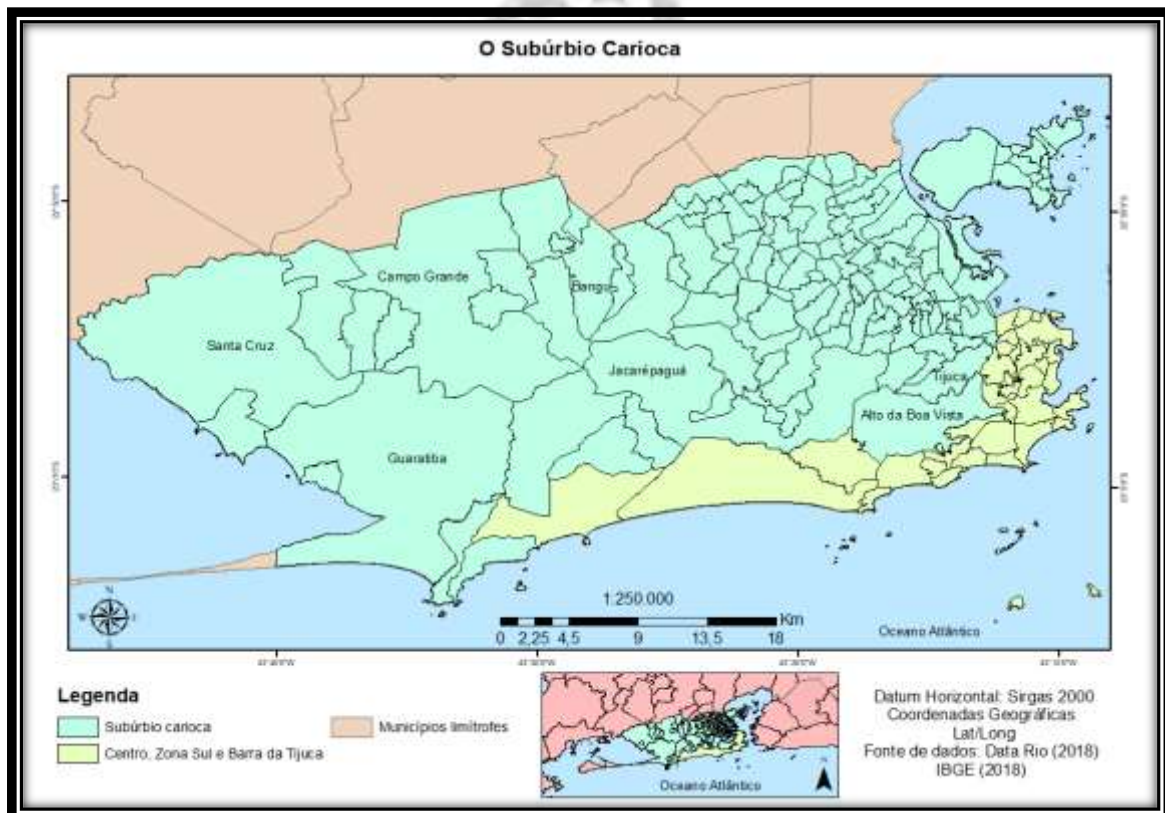 O Subúrbio Carioca
Campo Grande
Bangu
Santa Cruz
Jacarépaguá
Tijuca
Alto da Boa Vista
Guaratiba
N
W
E
S
1:250.000
Km
0 2,25 4,5 9 13,5 18
Oceano Atlântico
Legenda
Subúrbio carioca
Municípios limítrofes
Centro, Zona Sul e Barra da Tijuca
Oceano Atlântico
N
Datum Horizontal: Sirgas 2000
Coordenadas Geográficas
Lat/Long
Fonte de dados: Data Rio (2018)
IBGE (2018)